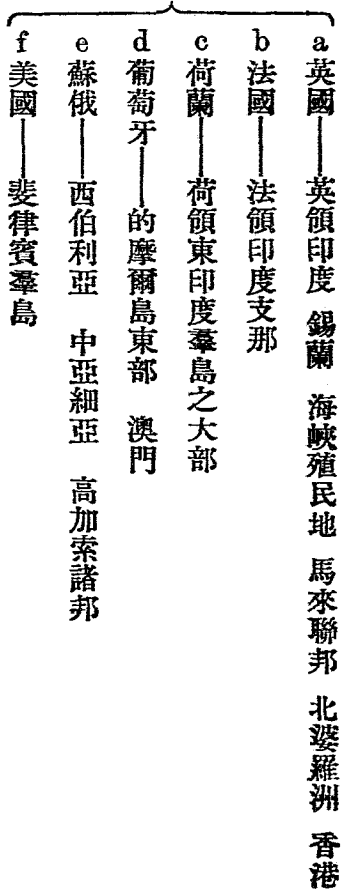 a 英國——英領印度 錫蘭 海峽殖民地 馬來聯邦 北婆羅洲 香港
b 法國——法領印度支那
c 荷蘭——荷領東印度羣島之大部
d 葡萄牙——的摩爾島東部 澳門
e 蘇俄——西伯利亞 中亞細亞 高加索諸邦
f 美國——斐律賓羣島